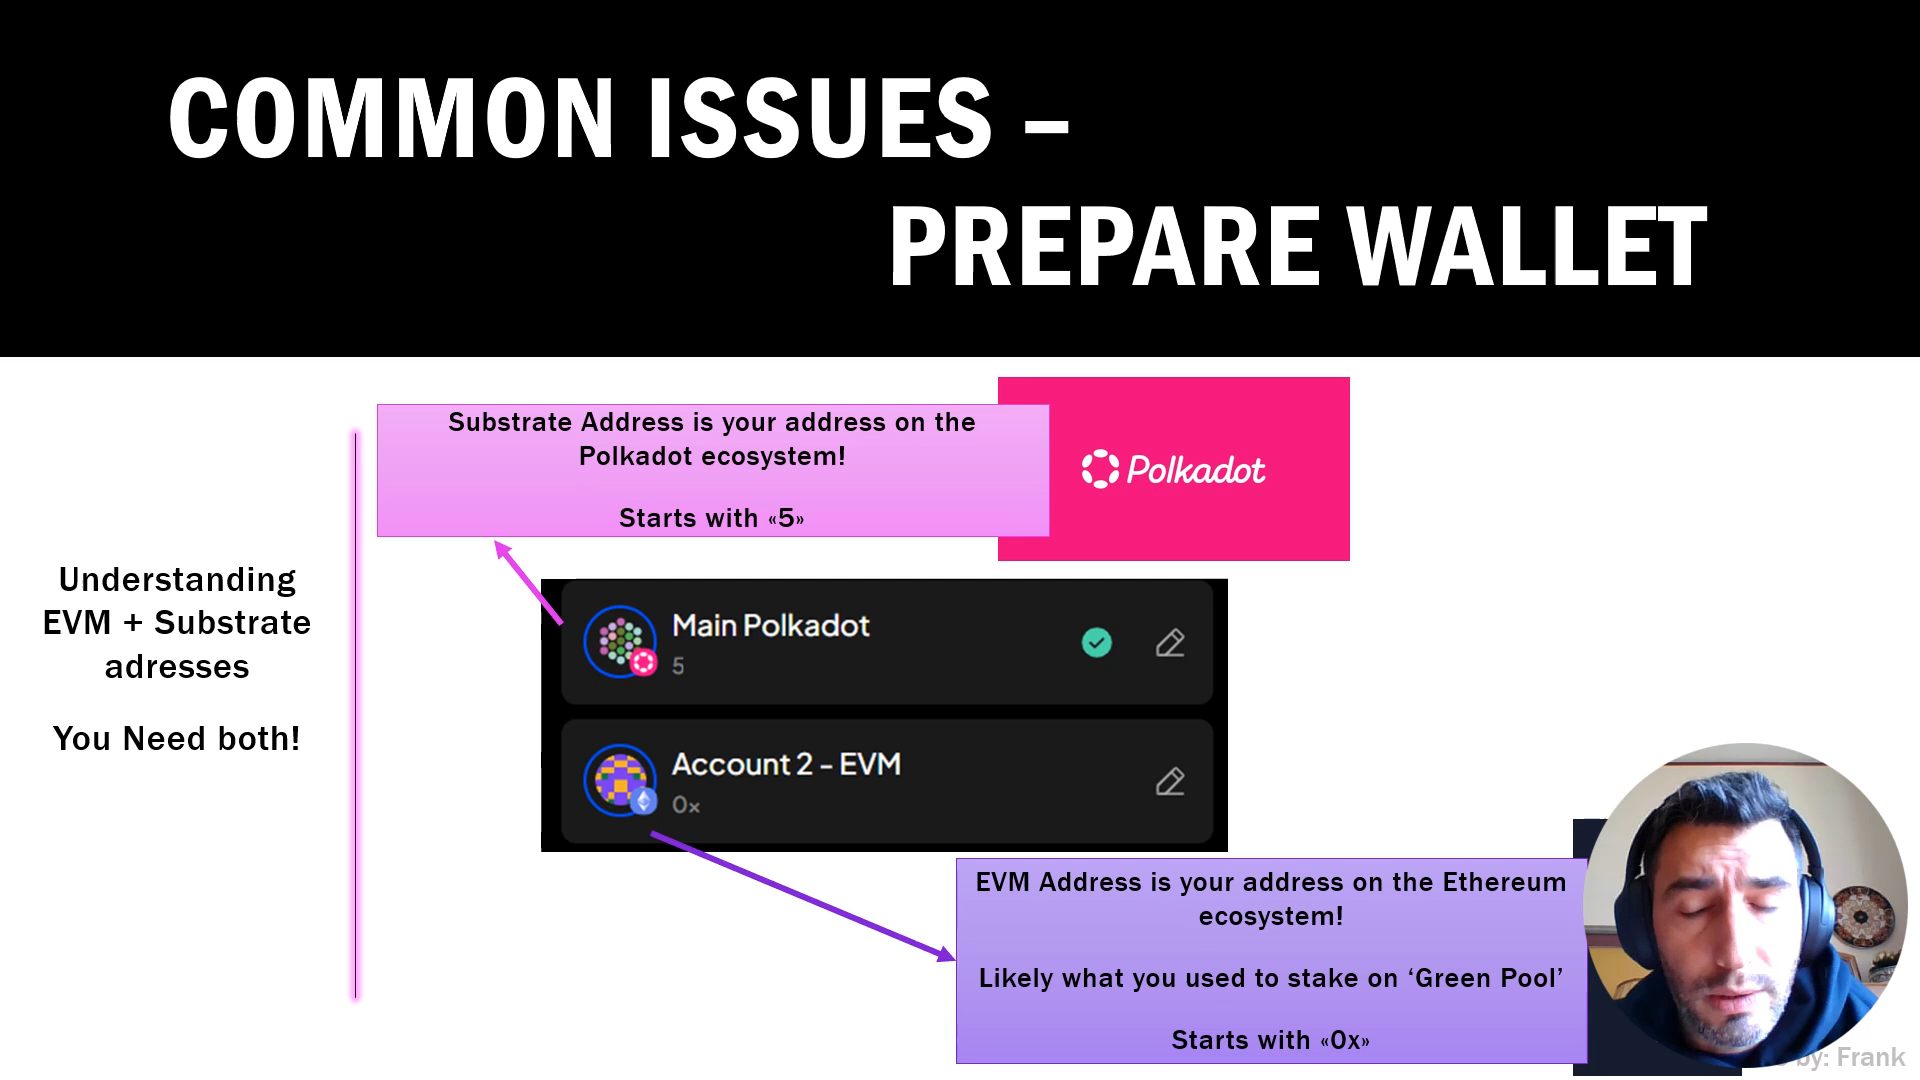 COMMON ISSUES –
PREPARE WALLET
Understanding
EVM + Substrate
adresses
You Need both!
Substrate Address is your address on the
Polkadot ecosystem!
Starts with «5»
Polkadot
Main Polkadot
5
Account 2 – EVM
0x
EVM Address is your address on the Ethereum
ecosystem!
Likely what you used to stake on ‘Green Pool’
Starts with «0x»
by: Frank